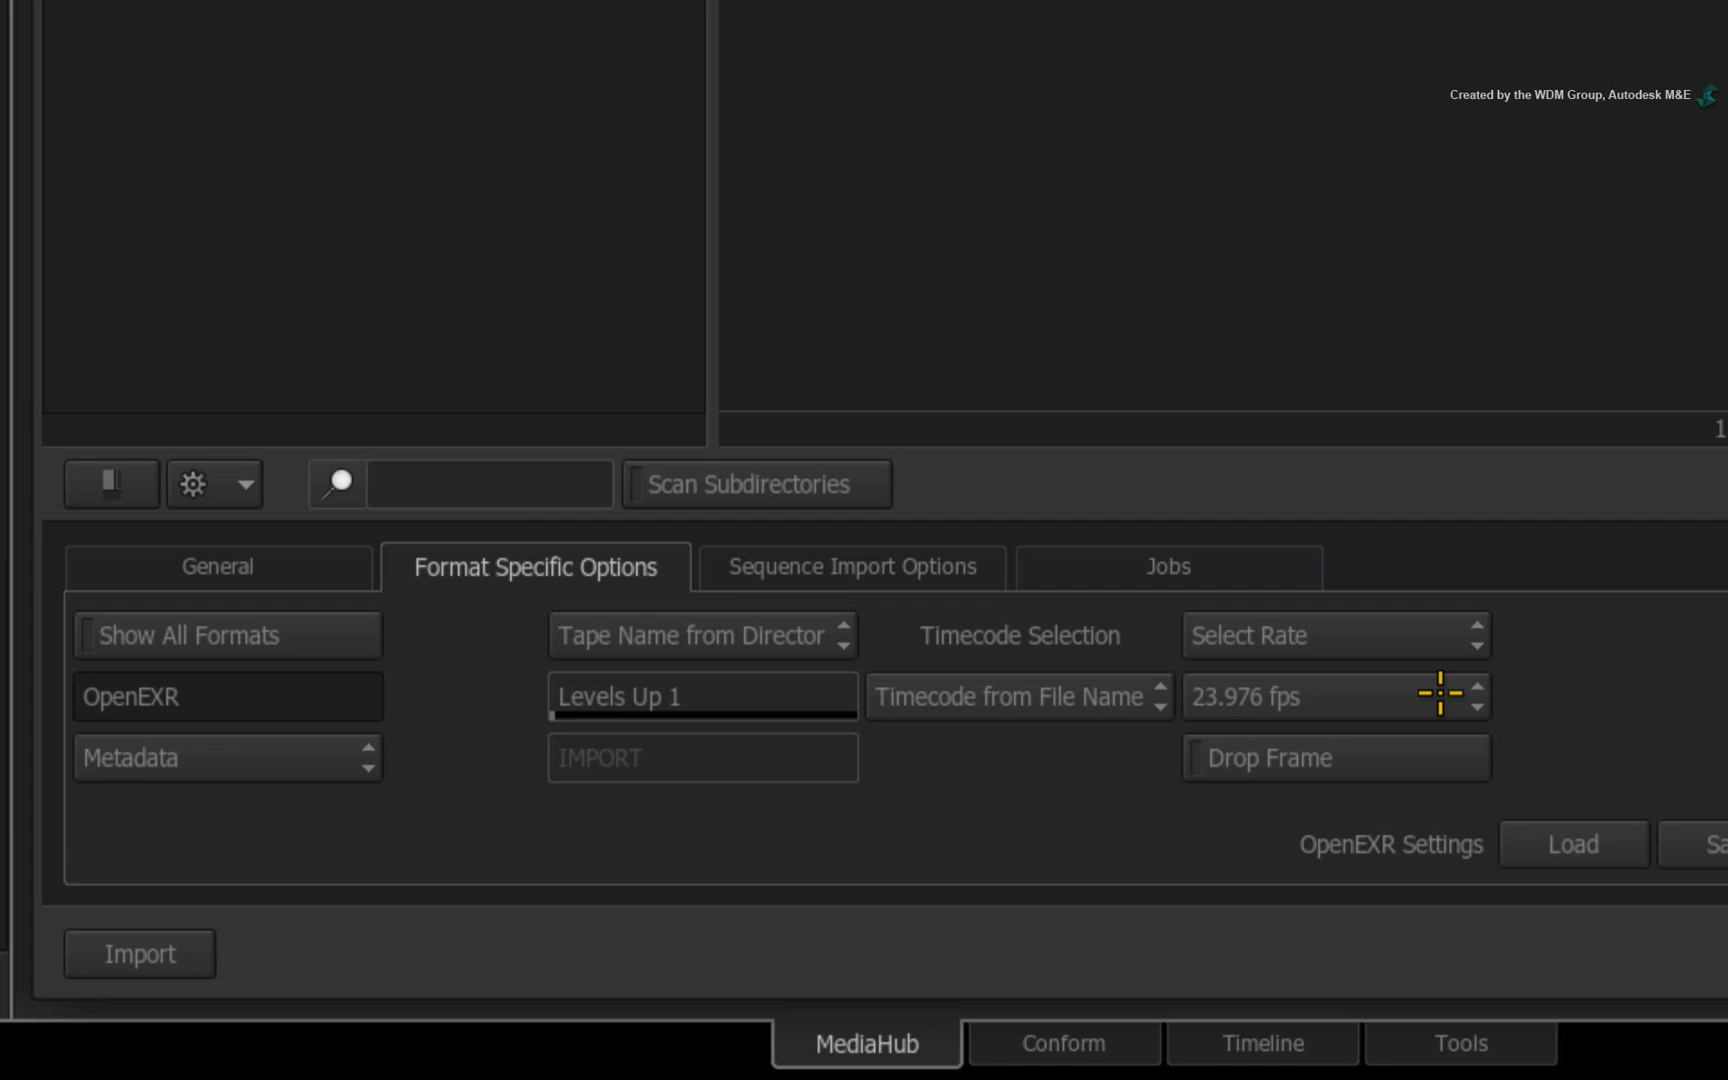 Created by the WDM Group, Autodesk M&E
1
Scan Subdirectories
General
Format Specific Options
Sequence Import Options
Jobs
Show All Formats
Tape Name from Director
Timecode Selection
Select Rate
OpenEXR
Levels Up 1
Timecode from File Name
23.976 fps
Metadata
IMPORT
Drop Frame
OpenEXR Settings
Load
Sa
Import
MediaHub
Conform
Timeline
Tools